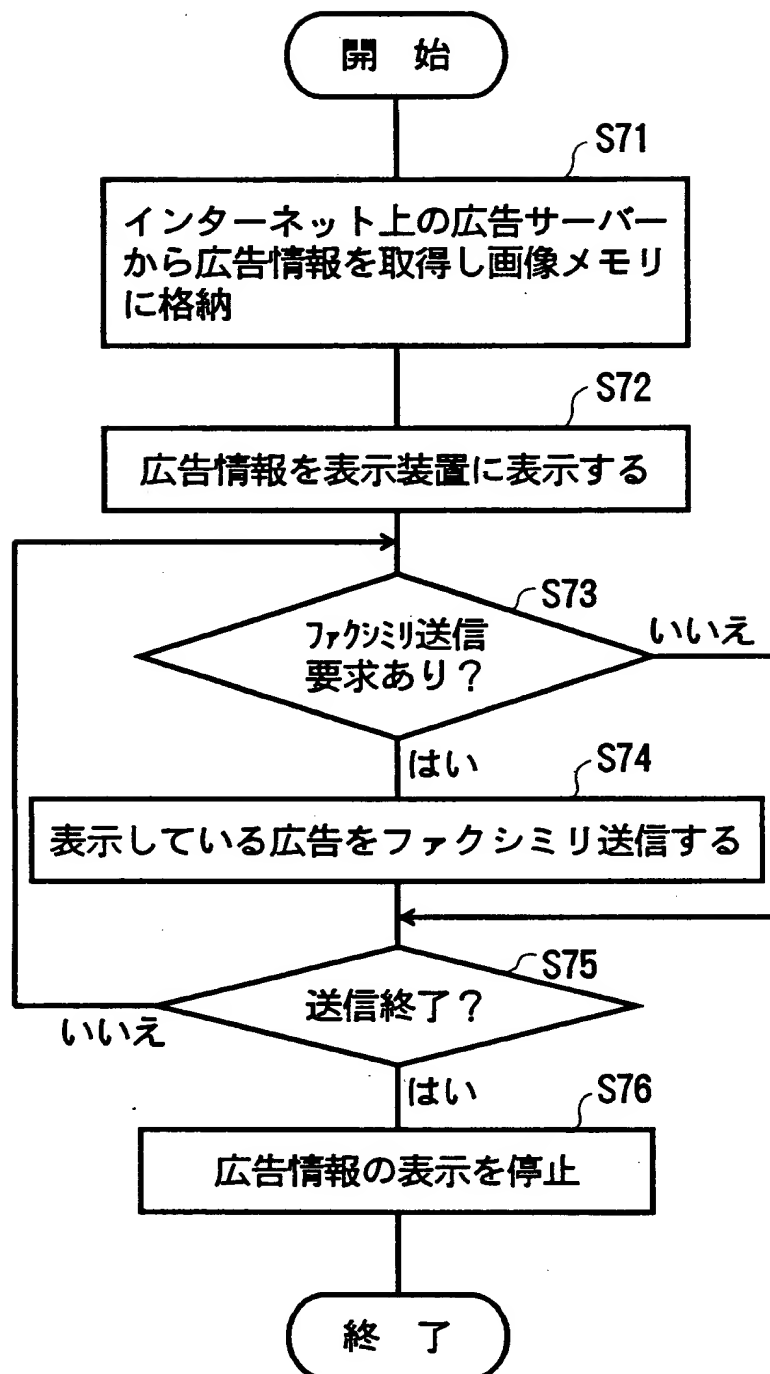 開 始
S71
インターネット上の広告サーバー
から広告情報を取得し画像メモリ
に格納
S72
広告情報を表示装置に表示する
S73
ファクシミリ送信
要求あり？
いいえ
はい
S74
表示している広告をファクシミリ送信する
S75
送信終了？
いいえ
はい
S76
広告情報の表示を停止
終 了